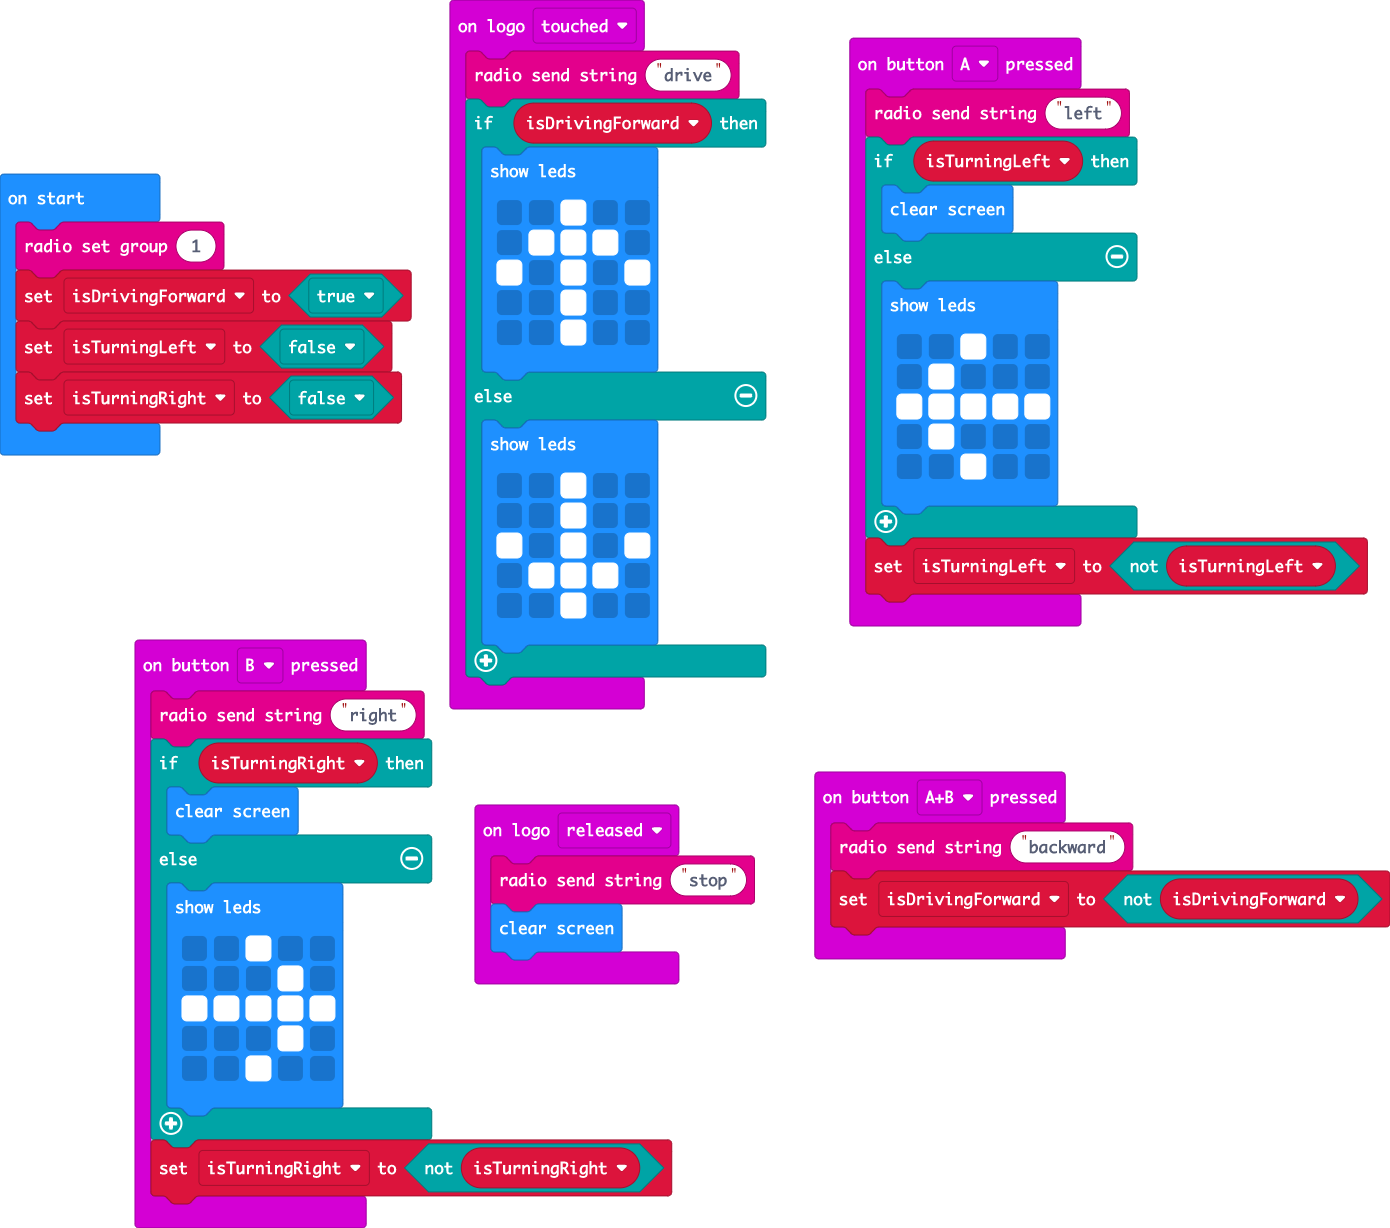 on start
radio set group 1
set isDrivingForward to true
set isTurningLeft to false
set isTurningRight to false
on logo touched
radio send string "drive"
if isDrivingForward then
show leds
else
show leds
on button A pressed
radio send string "left"
if isTurningLeft then
clear screen
else
show leds
set isTurningLeft to not isTurningLeft
on button B pressed
radio send string "right"
if isTurningRight then
clear screen
else
show leds
set isTurningRight to not isTurningRight
on logo released
radio send string "stop"
clear screen
on button A+B pressed
radio send string "backward"
set isDrivingForward to not isDrivingForward